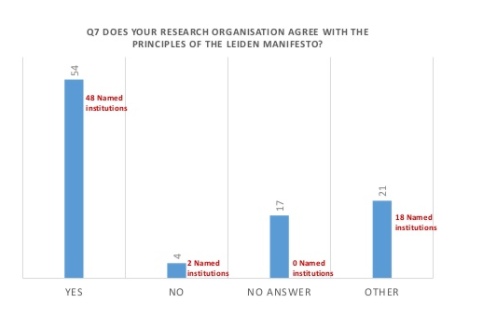 Q7 DOES YOUR RESEARCH ORGANISATION AGREE WITH THE
PRINCIPLES OF THE LEIDEN MANIFESTO?
54
48 Named
institutions
4
2 Named
institutions
17
0 Named
institutions
21
18 Named
institutions
YES
NO
NO ANSWER
OTHER